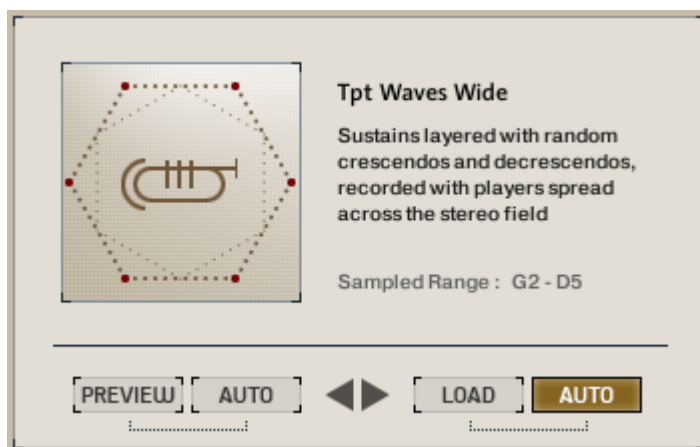 Tpt Waves Wide
Sustains layered with random
crescendos and decrescendos,
recorded with players spread
across the stereo field
Sampled Range : G2 - D5
PREVIEW AUTO LOAD AUTO